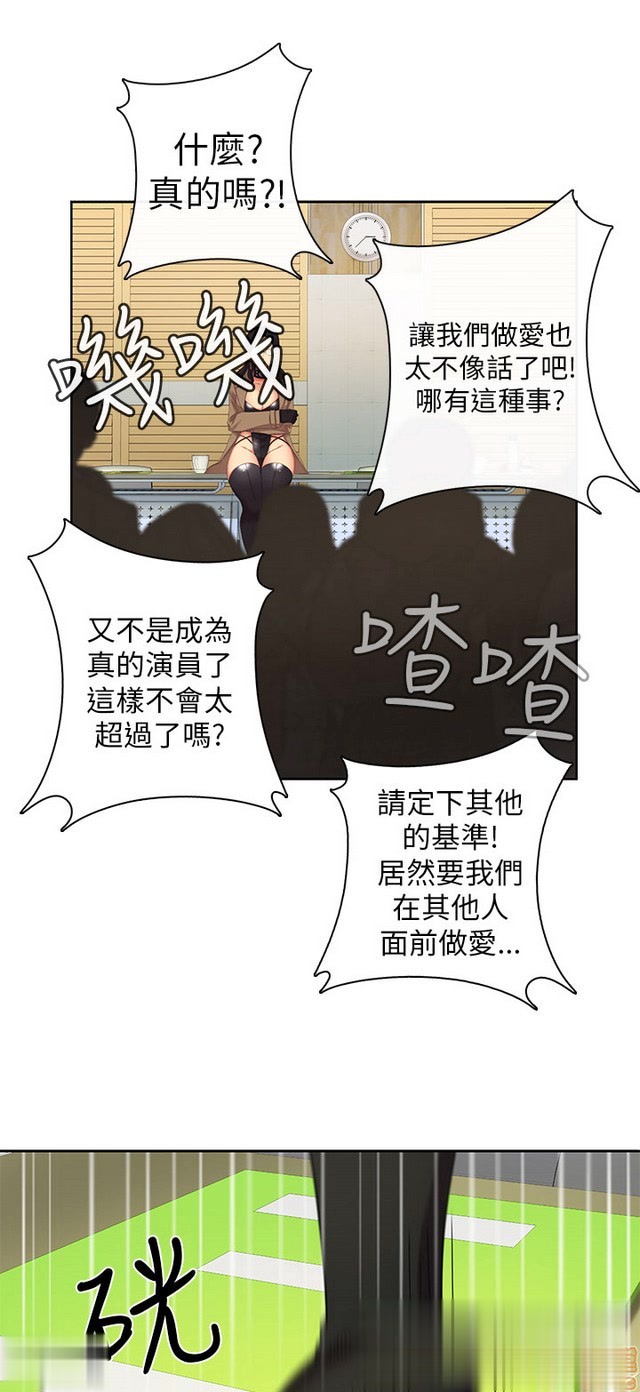 什麼?
真的嗎?!
讓我們做愛也
太不像話了吧!
哪有這種事?
嘰嘰
又不是成為
真的演員了
這樣不會太
超過了嗎?
喳喳
請定下其他
的基準!
居然要我們
在其他人
面前做愛...